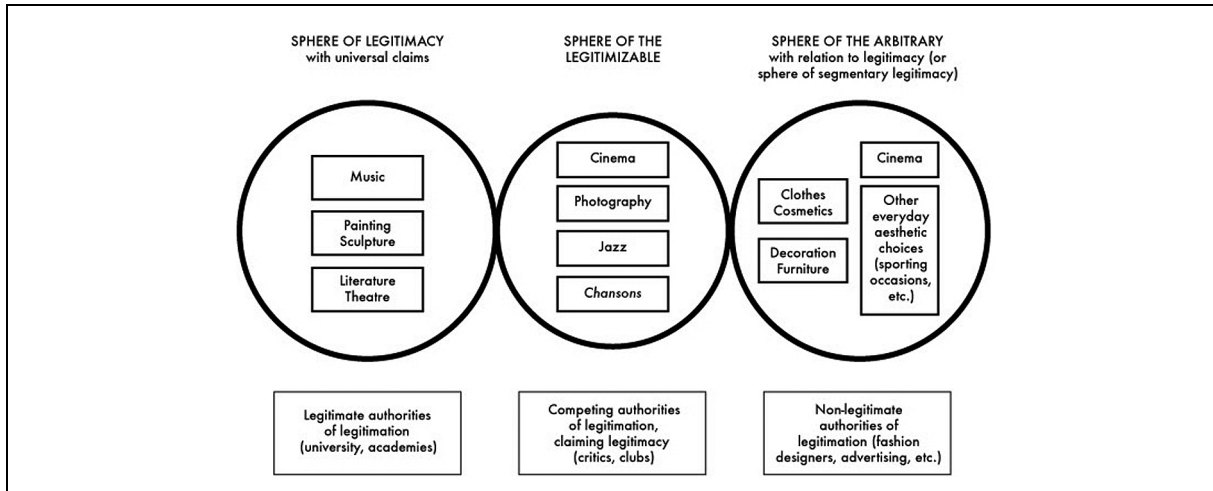 SPHERE OF LEGITIMACY
with universal claims
SPHERE OF THE
LEGITIMIZABLE
SPHERE OF THE ARBITRARY
with relation to legitimacy (or
sphere of segmentary legitimacy)
Music
Painting
Sculpture
Literature
Theatre
Cinema
Photography
Jazz
Chansons
Clothes
Cosmetics
Decoration
Furniture
Cinema
Other
everyday
aesthetic
choices
(sporting
occasions,
etc.)
Legitimate authorities
of legitimation
(university, academies)
Competing authorities
of legitimation,
claiming legitimacy
(critics, clubs)
Non-legitimate
authorities of
legitimation (fashion
designers, advertising, etc.)